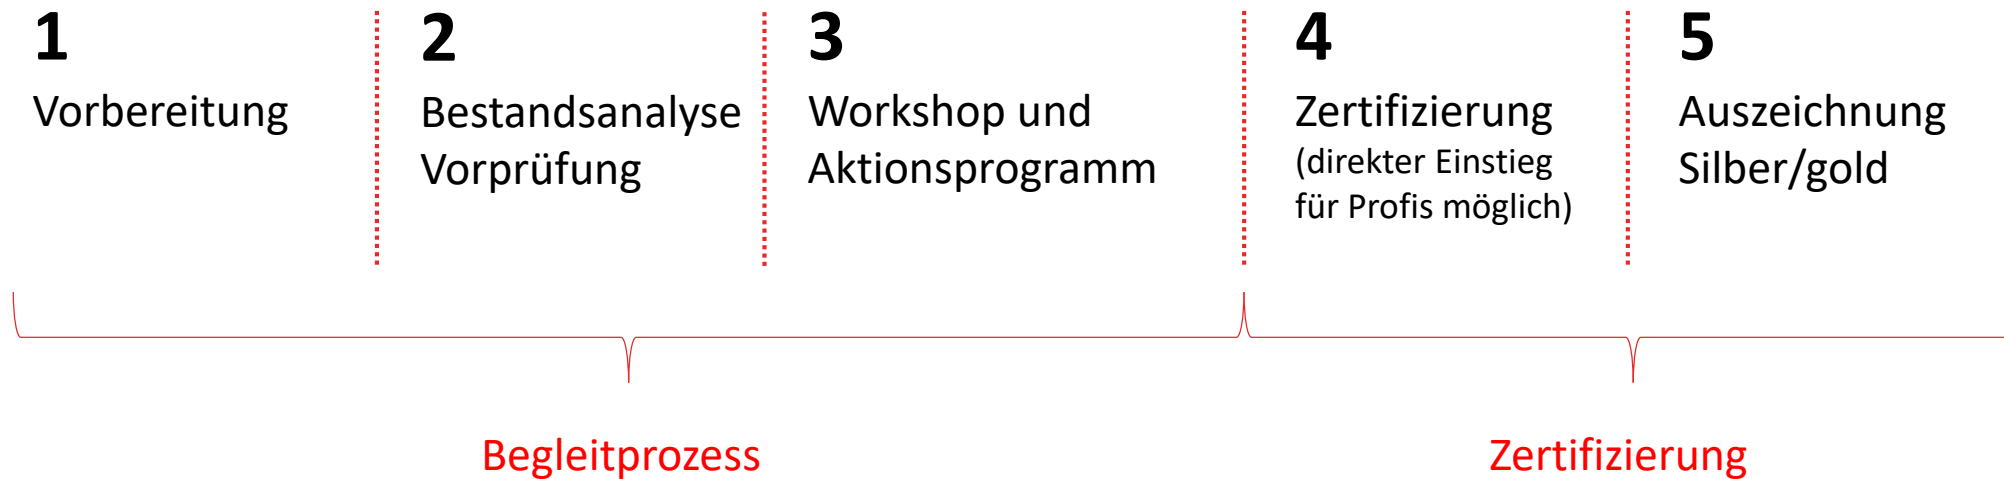 1
Vorbereitung
2
Bestandsanalyse
Vorprüfung
3
Workshop und
Aktionsprogramm
4
Zertifizierung
(direkter Einstieg
für Profis möglich)
5
Auszeichnung
Silber/gold
Begleitprozess
Zertifizierung